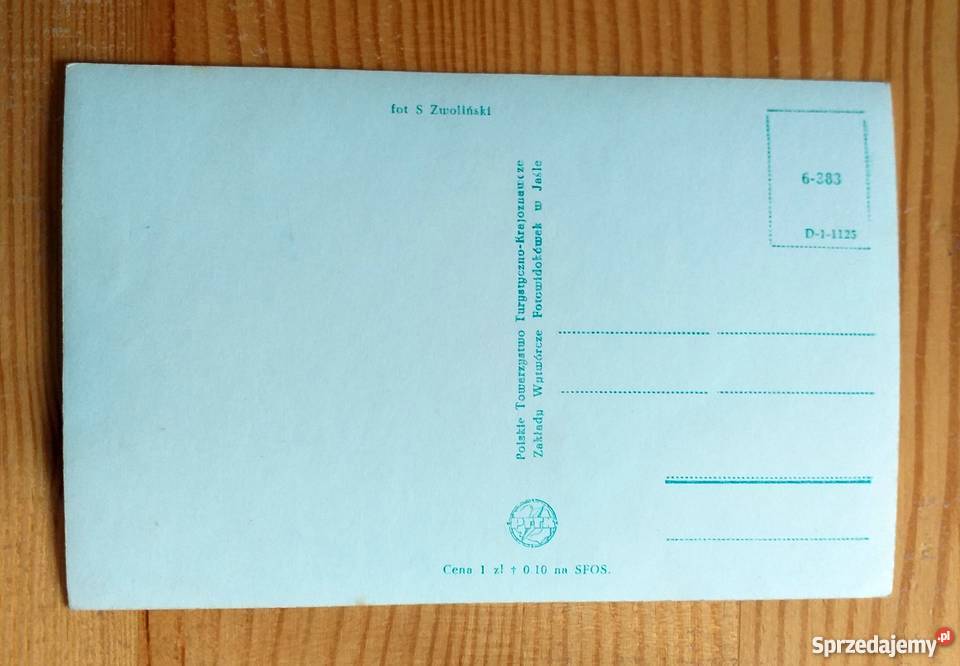 fot S Zwoliński
6-383
D-1-1125
Polskie Towarzystwo Turystyczno-Krajoznawcze
Zakłady Wytwórcze Fotowidokówek w Jaśle
PTTK
Cena 1 zł † 0.10 na SFOS.
Sprzedajemy.pl